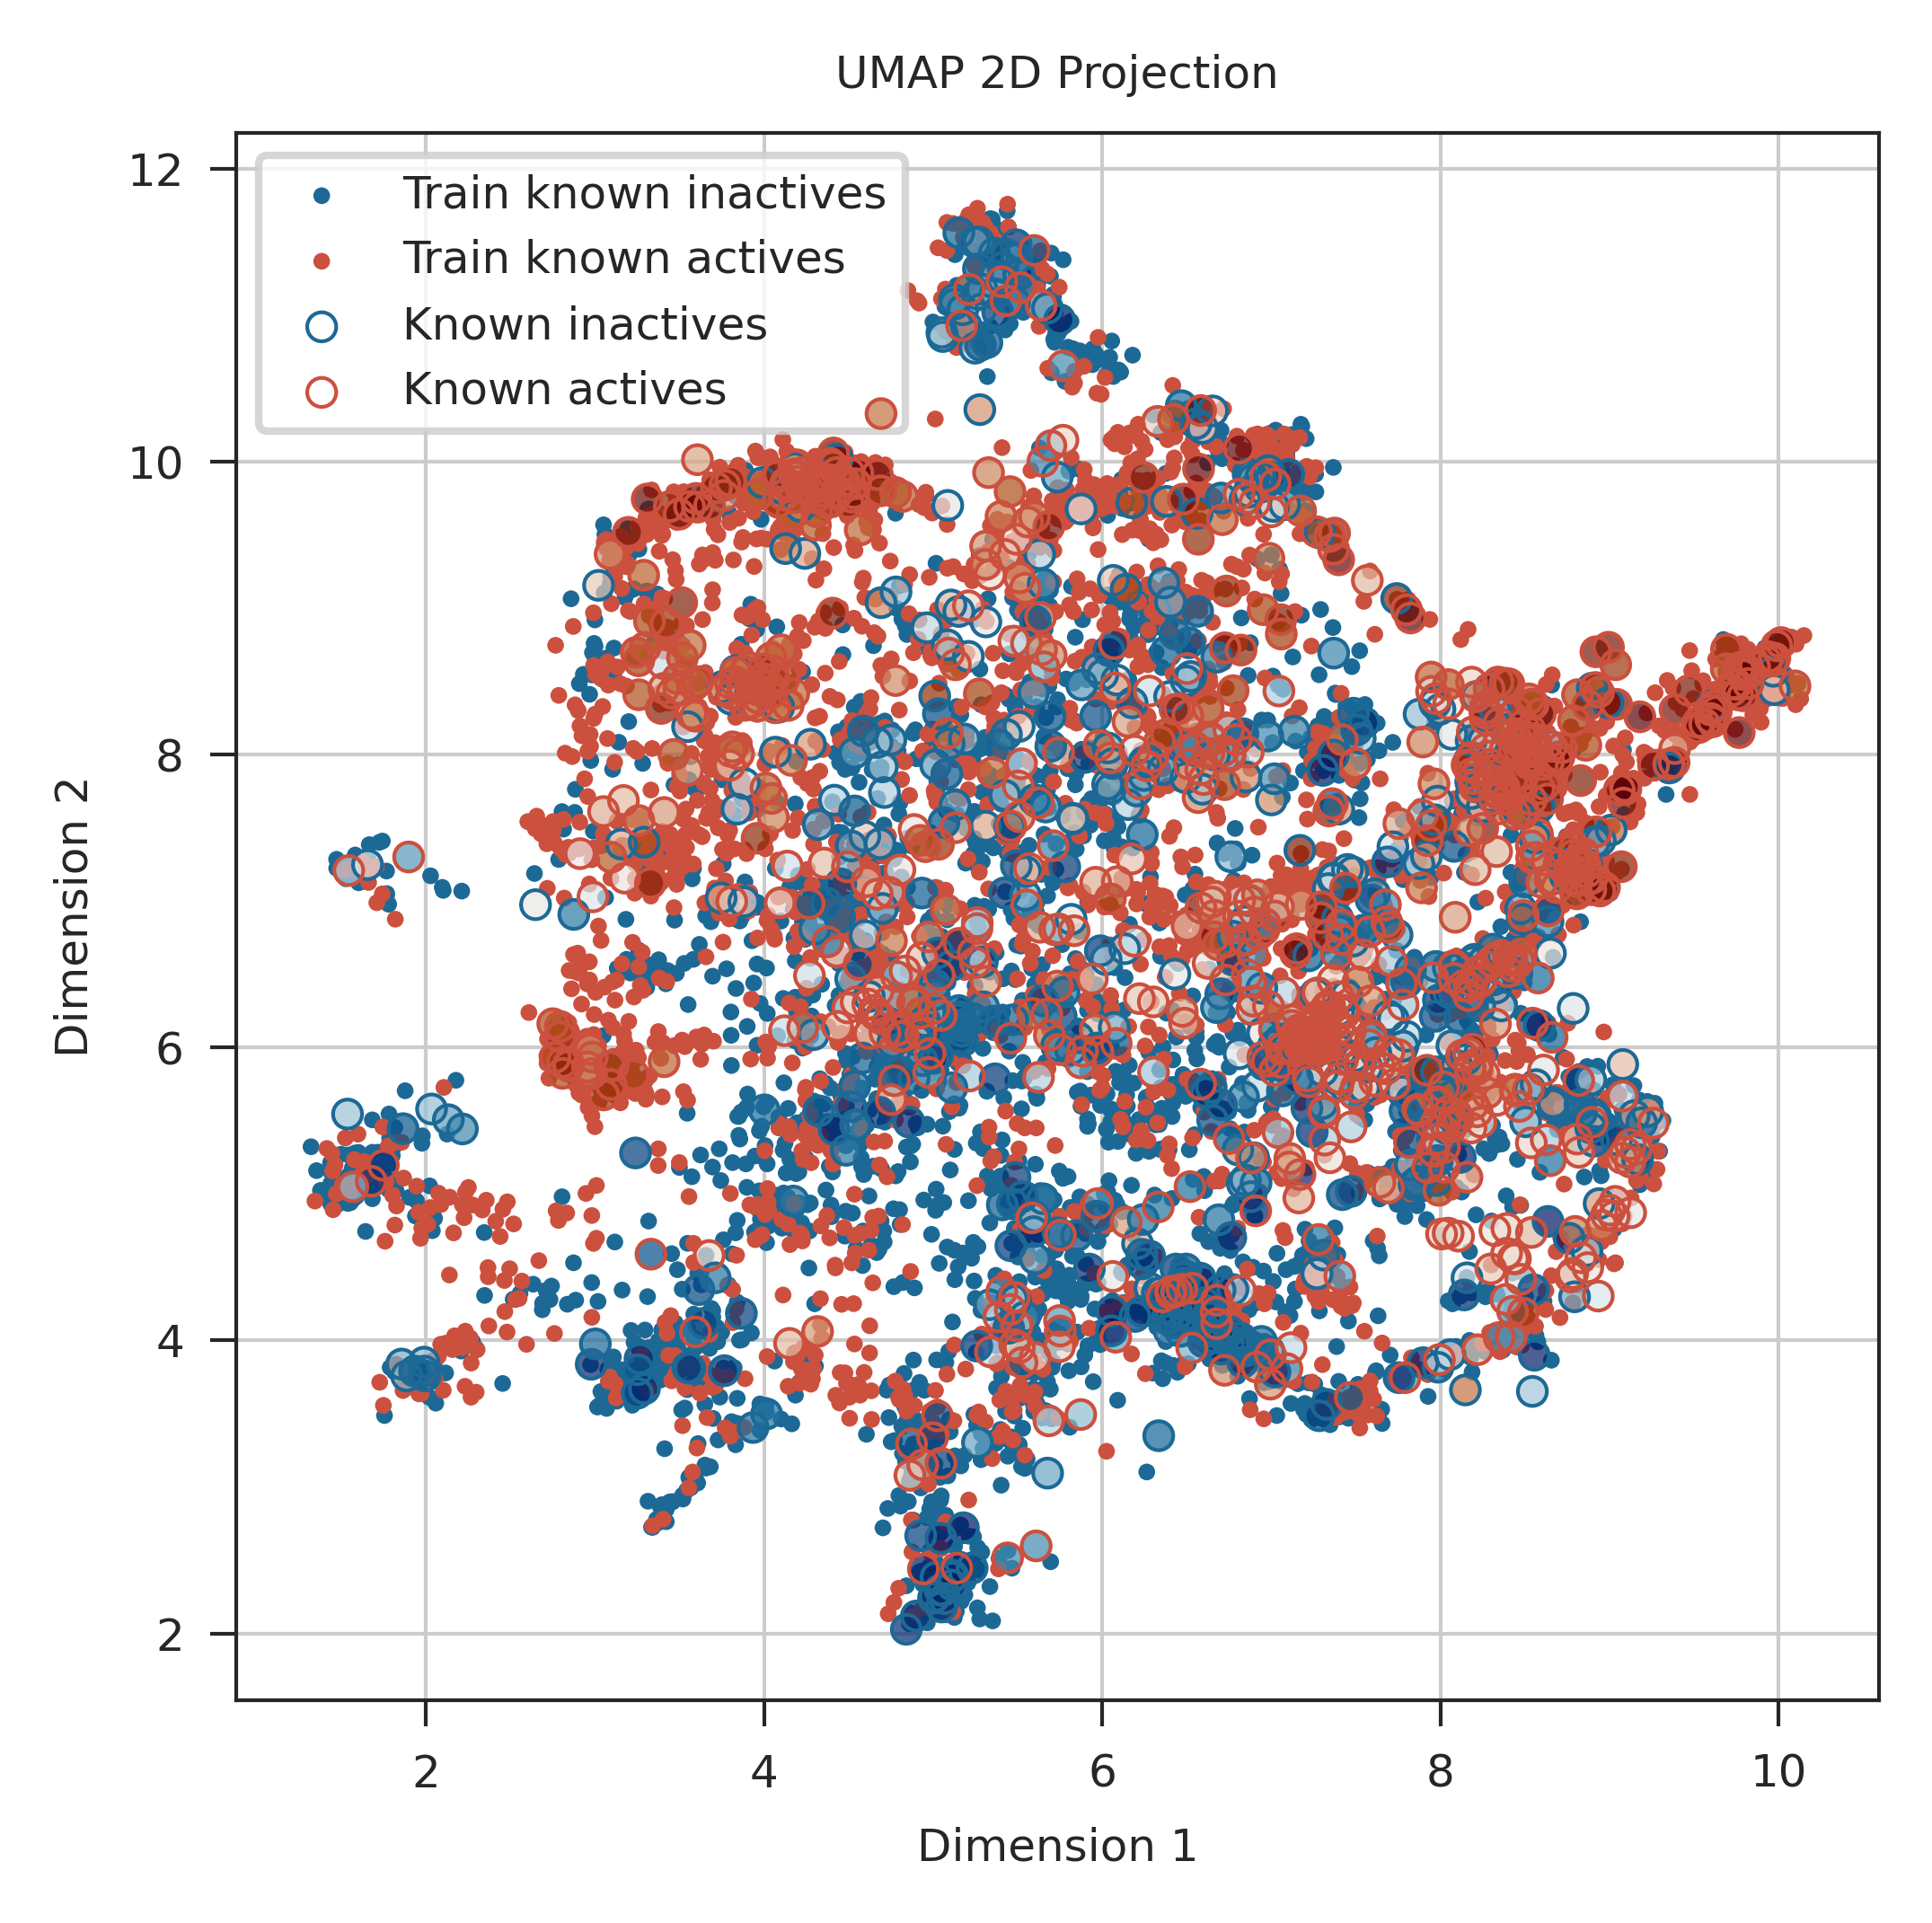 UMAP 2D Projection
12
10
8
6
4
2
Dimension 2
Train known inactives
Train known actives
Known inactives
Known actives
2 4 6 8 10
Dimension 1